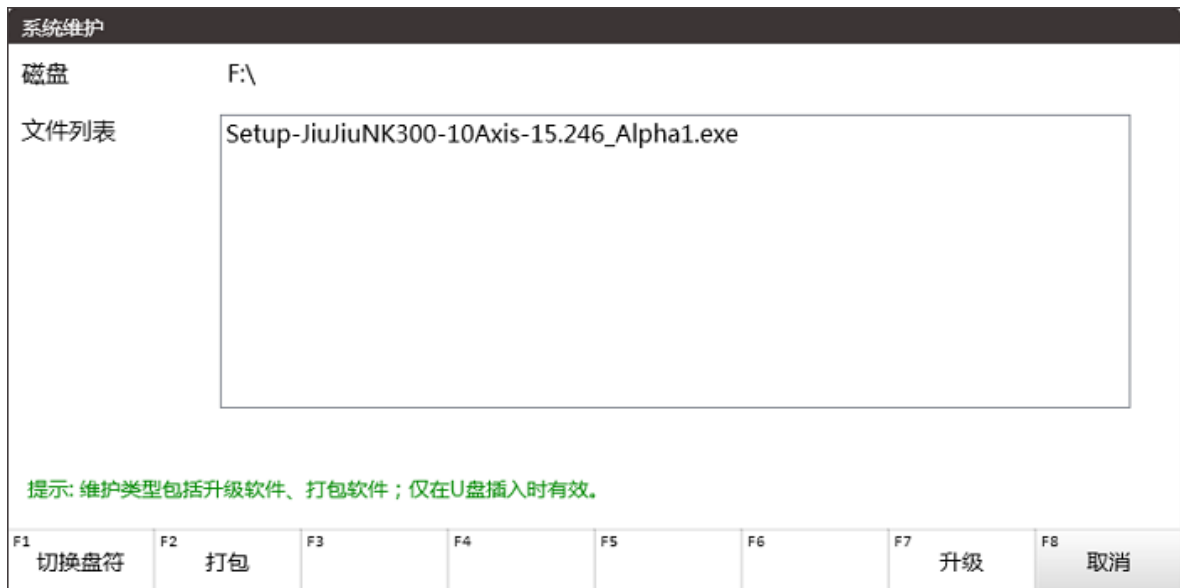 系统维护
磁盘 F:\
文件列表 Setup-JiuJiuNK300-10Axis-15.246_Alpha1.exe
提示: 维护类型包括升级软件、打包软件；仅在U盘插入时有效。
F1 切换盘符 F2 打包 F3 F4 F5 F6 F7 升级 F8 取消